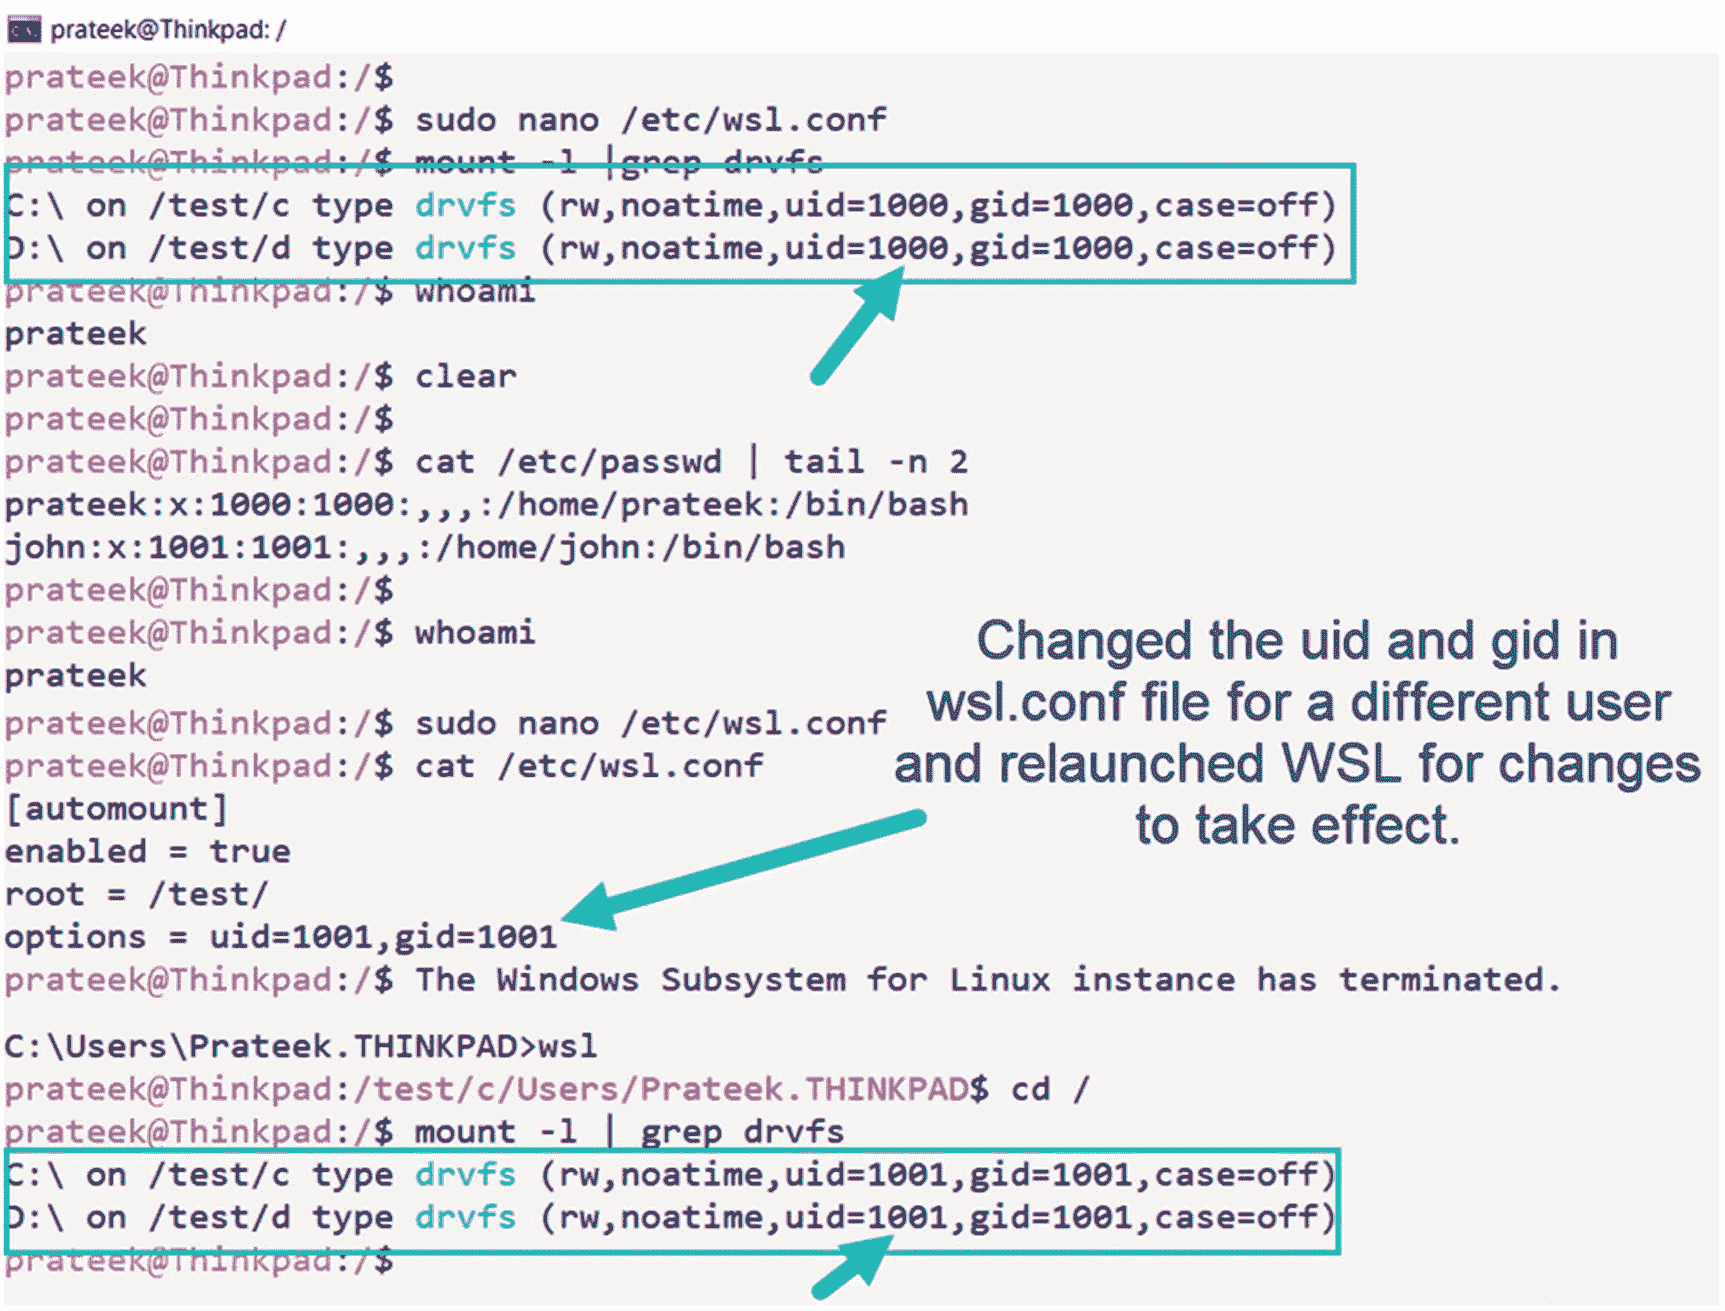 prateek@Thinkpad: /
prateek@Thinkpad:/$
prateek@Thinkpad:/$ sudo nano /etc/wsl.conf
prateek@Thinkpad:/$ mount -l |grep drvfs
C:\ on /test/c type drvfs (rw,noatime,uid=1000,gid=1000,case=off)
D:\ on /test/d type drvfs (rw,noatime,uid=1000,gid=1000,case=off)
prateek@Thinkpad:/$ whoami
prateek
prateek@Thinkpad:/$ clear
prateek@Thinkpad:/$
prateek@Thinkpad:/$ cat /etc/passwd | tail -n 2
prateek:x:1000:1000:,,,:/home/prateek:/bin/bash
john:x:1001:1001:,,,:/home/john:/bin/bash
prateek@Thinkpad:/$
prateek@Thinkpad:/$ whoami
prateek
prateek@Thinkpad:/$ sudo nano /etc/wsl.conf
prateek@Thinkpad:/$ cat /etc/wsl.conf
[automount]
enabled = true
root = /test/
options = uid=1001,gid=1001
Changed the uid and gid in
wsl.conf file for a different user
and relaunched WSL for changes
to take effect.
prateek@Thinkpad:/$ The Windows Subsystem for Linux instance has terminated.
C:\Users\Prateek.THINKPAD>wsl
prateek@Thinkpad:/test/c/Users/Prateek.THINKPAD$ cd /
prateek@Thinkpad:/$ mount -l | grep drvfs
C:\ on /test/c type drvfs (rw,noatime,uid=1001,gid=1001,case=off)
D:\ on /test/d type drvfs (rw,noatime,uid=1001,gid=1001,case=off)
prateek@Thinkpad:/$